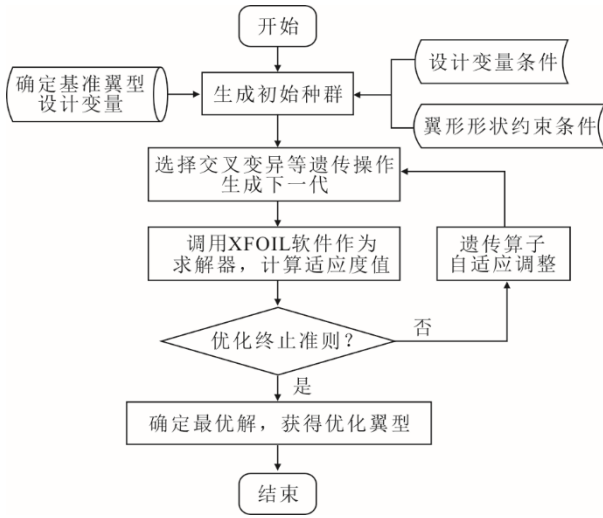 开始
确定基准翼型
设计变量
生成初始种群
设计变量条件
翼形形状约束条件
选择交叉变异等遗传操作
生成下一代
调用XFOIL软件作为
求解器，计算适应度值
遗传算子
自适应调整
优化终止准则？
否
是
确定最优解，获得优化翼型
结束